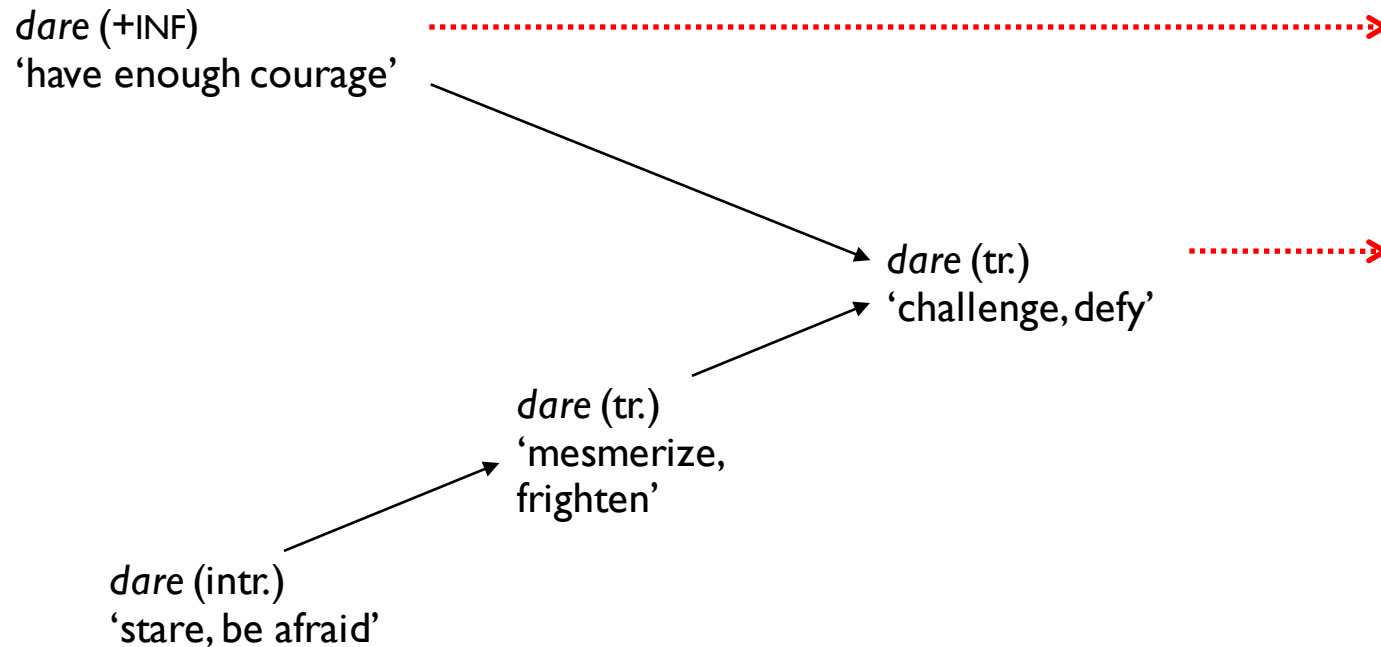 dare (+INF)
‘have enough courage’
dare (tr.)
‘challenge, defy’
dare (tr.)
‘mesmerize,
frighten’
dare (intr.)
‘stare, be afraid’